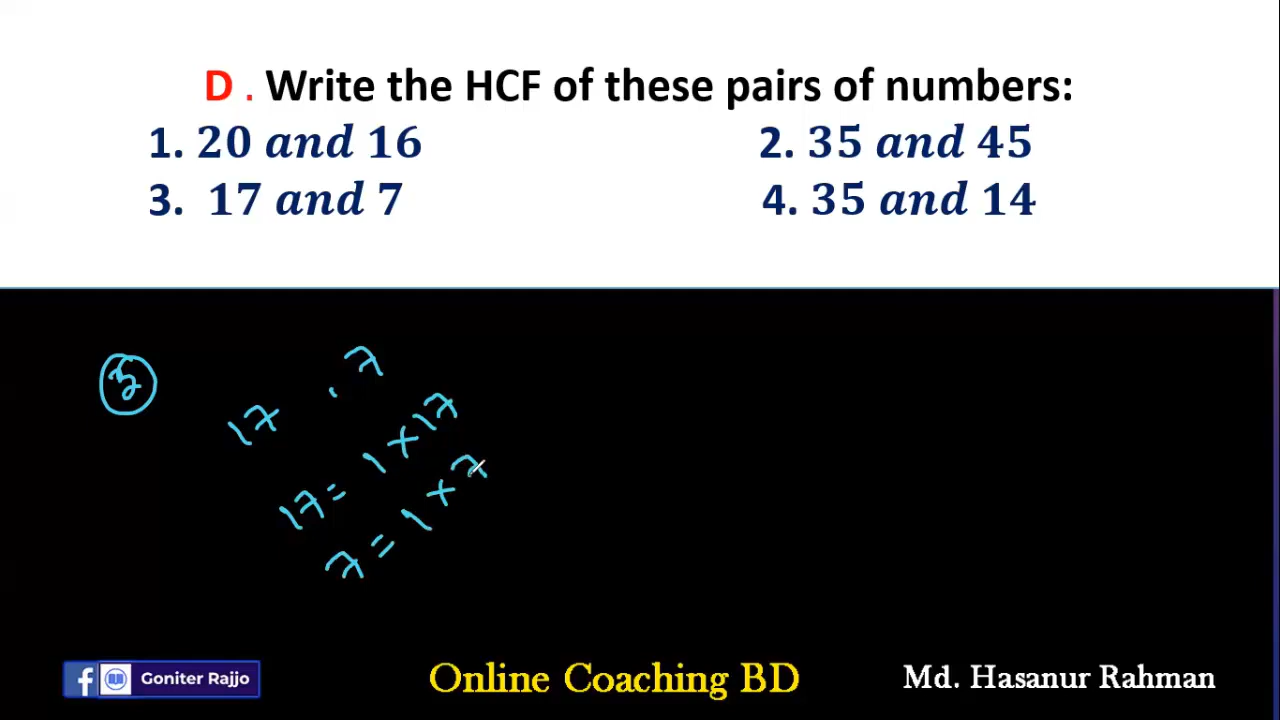 D . Write the HCF of these pairs of numbers:
1. 20 and 16 2. 35 and 45
3. 17 and 7 4. 35 and 14
3
17 , 7
17 = 1 × 17
7 = 1 × 7
f Goniter Rajjo Online Coaching BD Md. Hasanur Rahman